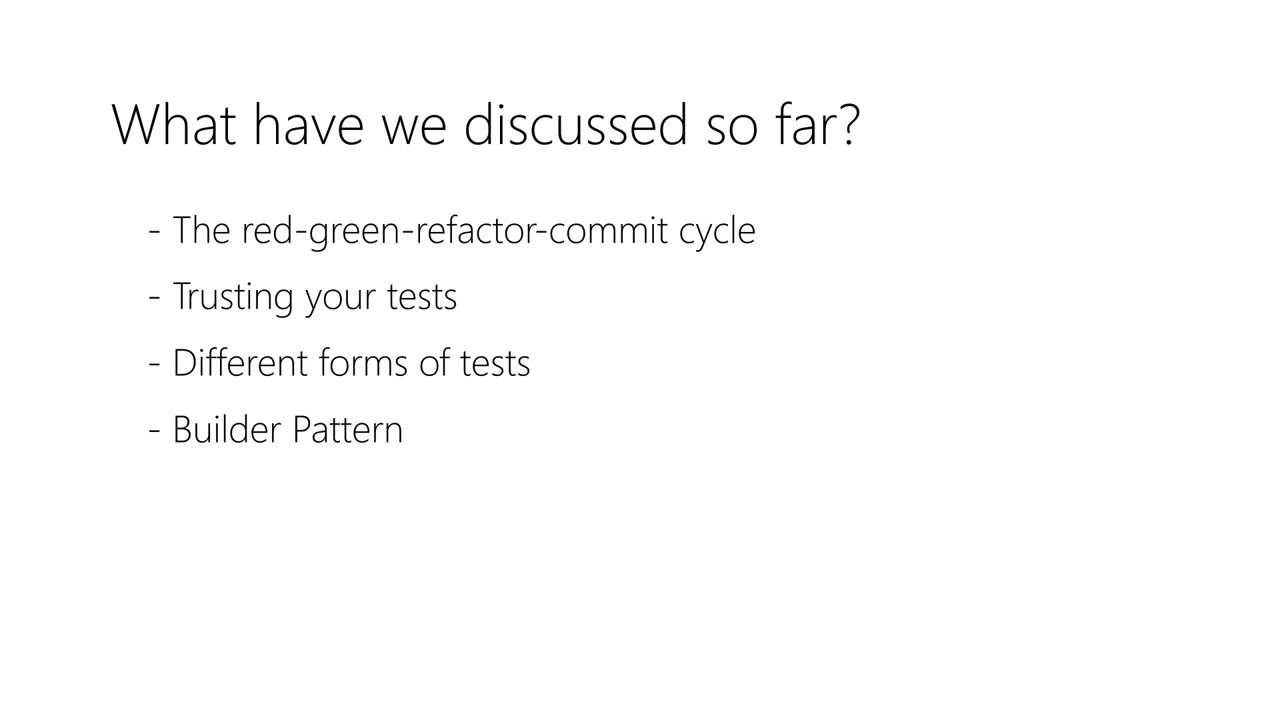 What have we discussed so far?
- The red-green-refactor-commit cycle
- Trusting your tests
- Different forms of tests
- Builder Pattern